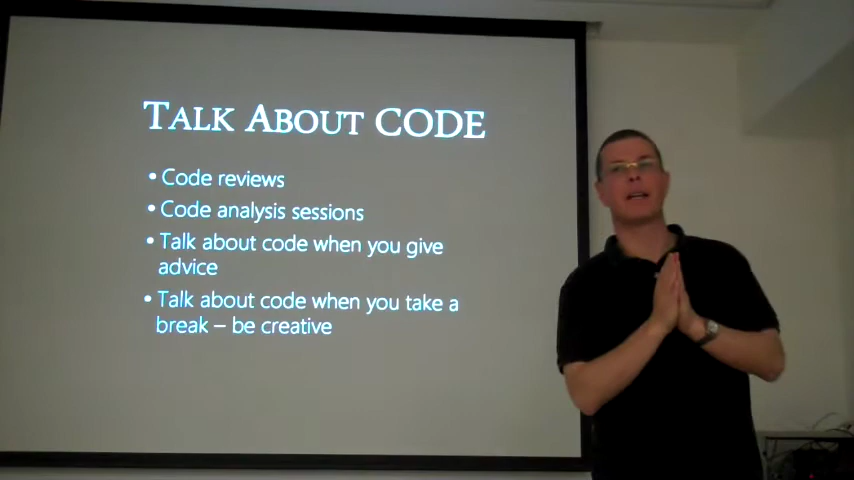 TALK ABOUT CODE
• Code reviews
• Code analysis sessions
• Talk about code when you give
advice
• Talk about code when you take a
break – be creative